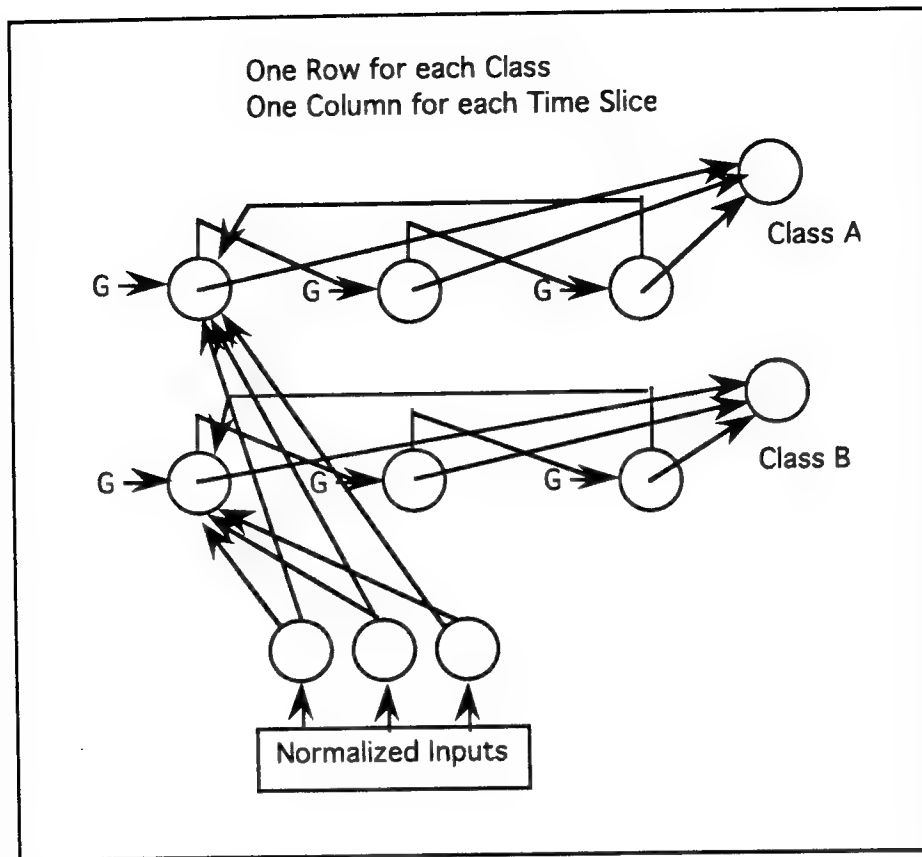 One Row for each Class
One Column for each Time Slice
Class A
G
G
G
Class B
G
G
G
Normalized Inputs